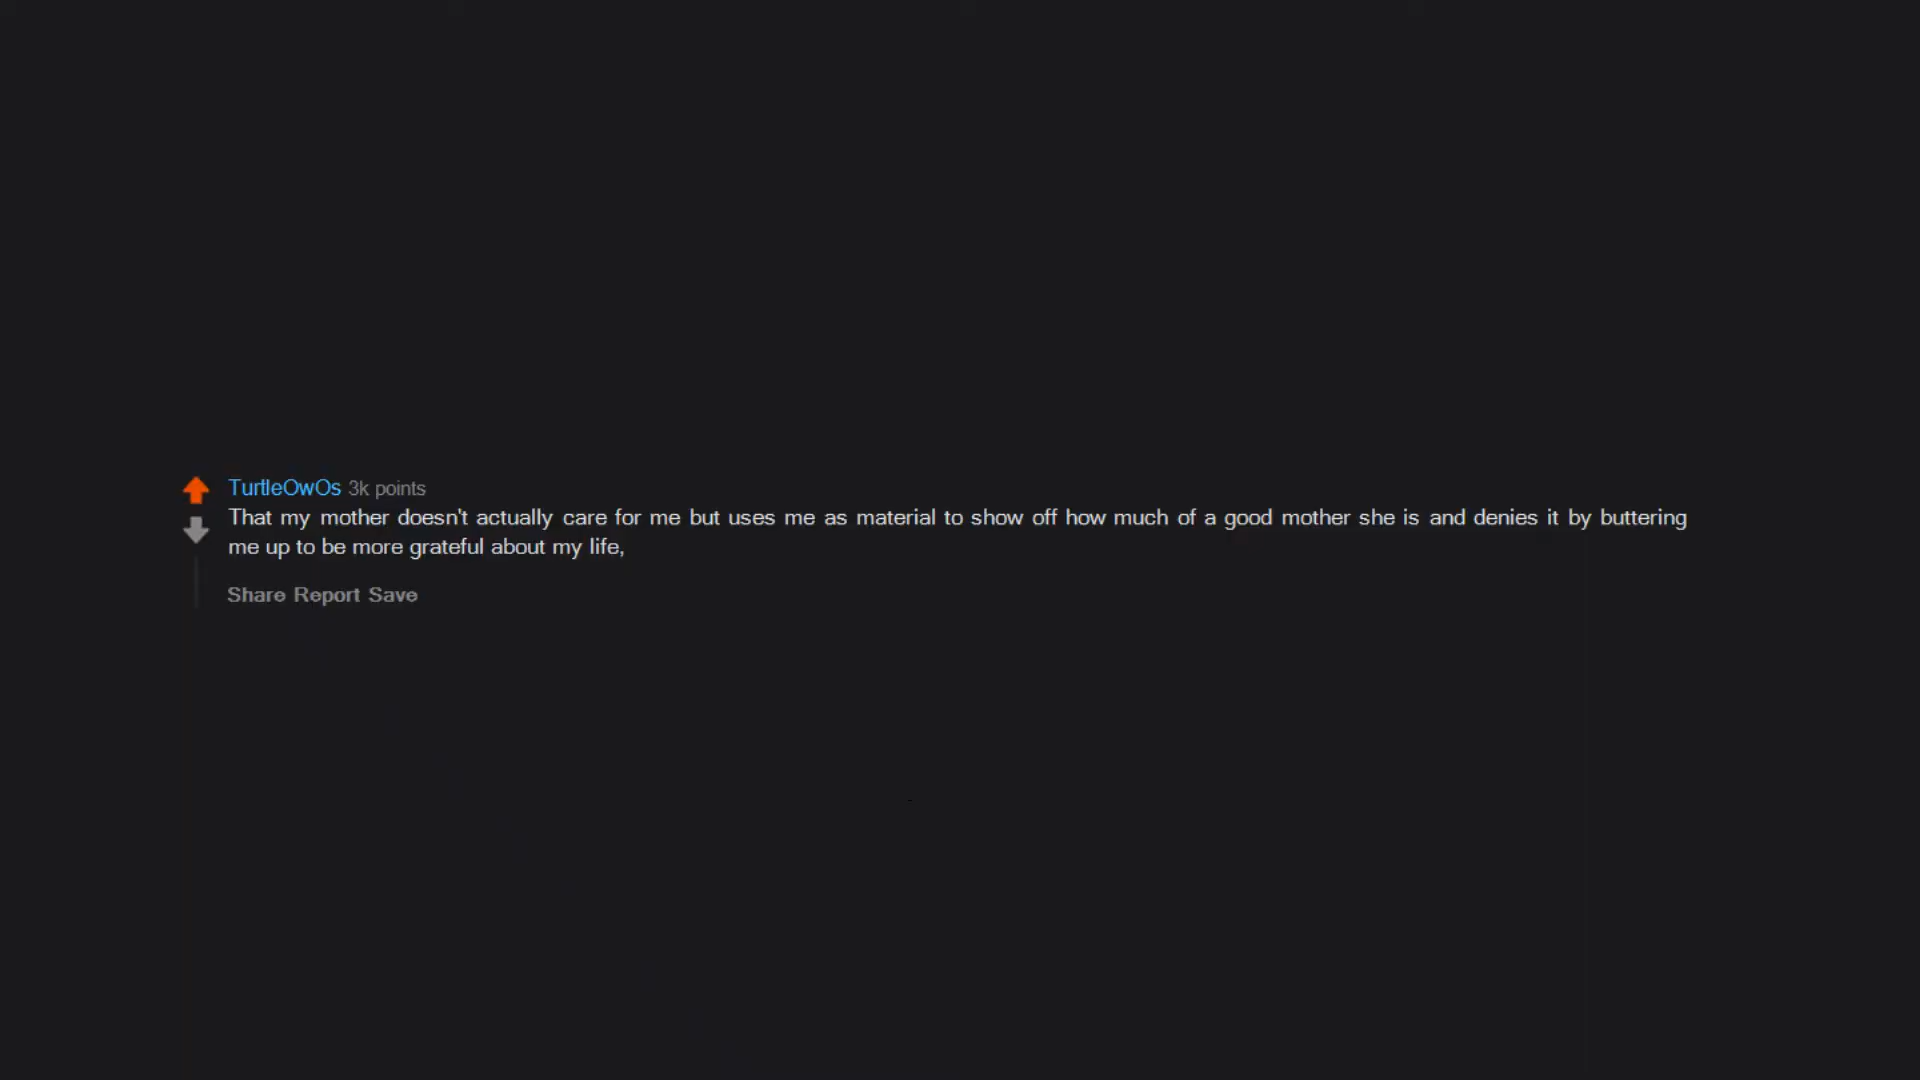 TurtleOwOs 3k points
That my mother doesn't actually care for me but uses me as material to show off how much of a good mother she is and denies it by buttering
me up to be more grateful about my life,
Share Report Save